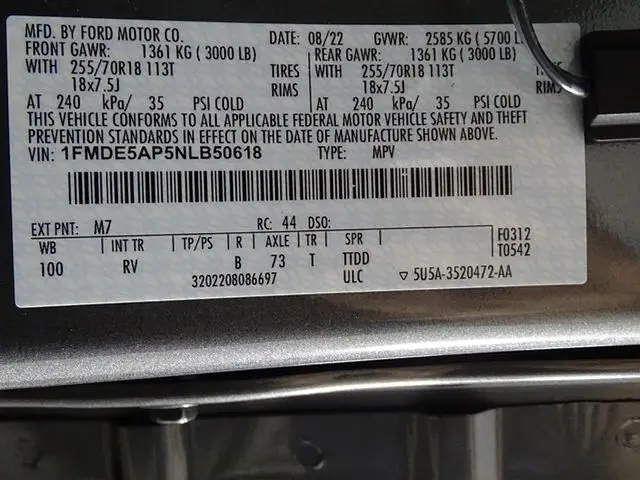 MFD. BY FORD MOTOR CO. DATE: 08/22 GVWR: 2585 KG ( 5700 L
FRONT GAWR: 1361 KG ( 3000 LB) REAR GAWR: 1361 KG ( 3000 LB)
WITH 255/70R18 113T TIRES WITH 255/70R18 113T TIRES
18x7.5J RIMS 18x7.5J RIMS
AT 240 kPa/ 35 PSI COLD AT 240 kPa/ 35 PSI COLD
THIS VEHICLE CONFORMS TO ALL APPLICABLE FEDERAL MOTOR VEHICLE SAFETY AND THEFT
PREVENTION STANDARDS IN EFFECT ON THE DATE OF MANUFACTURE SHOWN ABOVE.
VIN: 1FMDE5AP5NLB50618 TYPE: MPV
EXT PNT: M7 RC: 44 DSO: F0312
WB INT TR TP/PS R AXLE TR SPR T0542
100 RV B 73 T TTDD
3202208086697 ULC ▽ 5U5A-3520472-AA